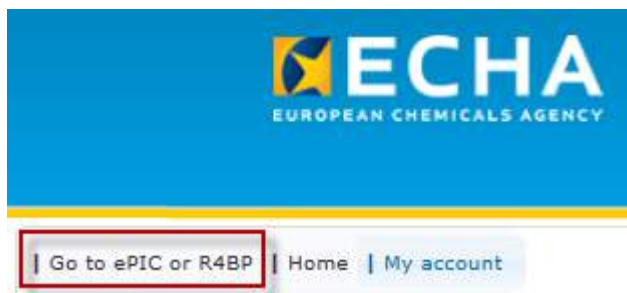 ECHA
EUROPEAN CHEMICALS AGENCY
| Go to ePIC or R4BP | Home | My account